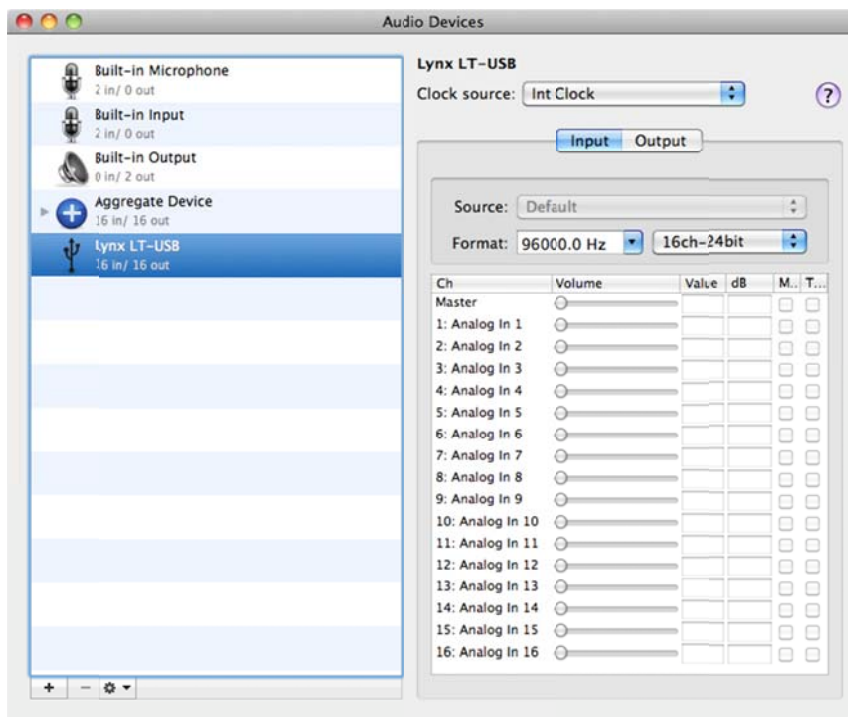 Audio Devices
Built-in Microphone
2 in/ 0 out
Built-in Input
2 in/ 0 out
Built-in Output
0 in/ 2 out
Aggregate Device
16 in/ 16 out
Lynx LT-USB
16 in/ 16 out
Lynx LT-USB
Clock source: Int Clock
?
Input Output
Source: Default
Format: 96000.0 Hz 16ch-24bit
Ch Volume Value dB M... T...
Master
1: Analog In 1
2: Analog In 2
3: Analog In 3
4: Analog In 4
5: Analog In 5
6: Analog In 6
7: Analog In 7
8: Analog In 8
9: Analog In 9
10: Analog In 10
11: Analog In 11
12: Analog In 12
13: Analog In 13
14: Analog In 14
15: Analog In 15
16: Analog In 16